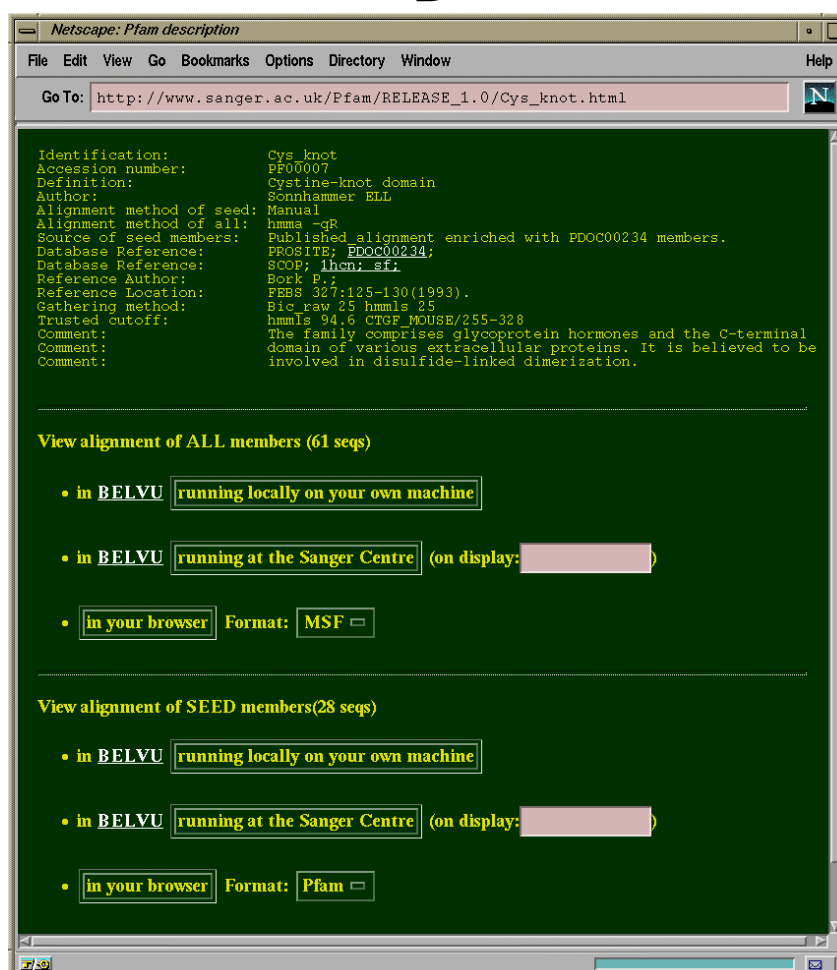 Netscape: Pfam description
File Edit View Go Bookmarks Options Directory Window Help
Go To: http://www.sanger.ac.uk/Pfam/RELEASE_1.0/Cys_knot.html
N
Identification: Cys_knot
Accession number: PF00007
Definition: Cystine-knot domain
Author: Sonnhammer ELL
Alignment method of seed: Manual
Alignment method of all: hmma -qR
Source of seed members: Published_alignment enriched with PDOC00234 members.
Database Reference: PROSITE; PDOC00234;
Database Reference: SCOP; 1hcn; sf;
Reference Author: Bork P.;
Reference Location: FEBS 327:125-130(1993).
Gathering method: Bic_raw 25 hmmls 25
Trusted cutoff: hmmls 94.6 CTGF_MOUSE/255-328
Comment: The family comprises glycoprotein hormones and the C-terminal
Comment: domain of various extracellular proteins. It is believed to be
Comment: involved in disulfide-linked dimerization.
View alignment of ALL members (61 seqs)
• in BELVU running locally on your own machine
• in BELVU running at the Sanger Centre (on display: )
• in your browser Format: MSF
View alignment of SEED members(28 seqs)
• in BELVU running locally on your own machine
• in BELVU running at the Sanger Centre (on display: )
• in your browser Format: Pfam